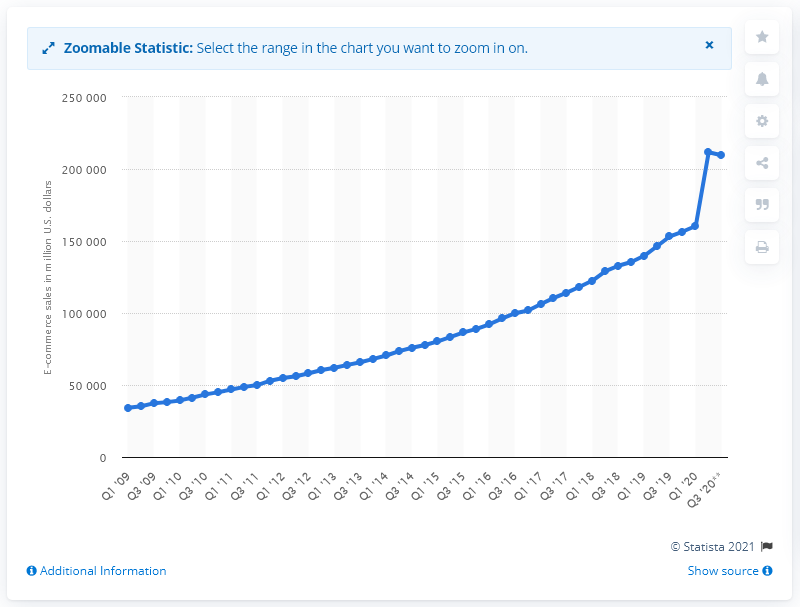 Zoomable Statistic: Select the range in the chart you want to zoom in on.
250 000
200 000
150 000
100 000
50 000
0
E-commerce sales in million U.S. dollars
Q1 '09
Q3 '09
Q1 '10
Q3 '10
Q1 '11
Q3 '11
Q1 '12
Q3 '12
Q1 '13
Q3 '13
Q1 '14
Q3 '14
Q1 '15
Q3 '15
Q1 '16
Q3 '16
Q1 '17
Q3 '17
Q1 '18
Q3 '18
Q1 '19
Q3 '19
Q1 '20
Q3 '20**
© Statista 2021
Additional Information
Show source